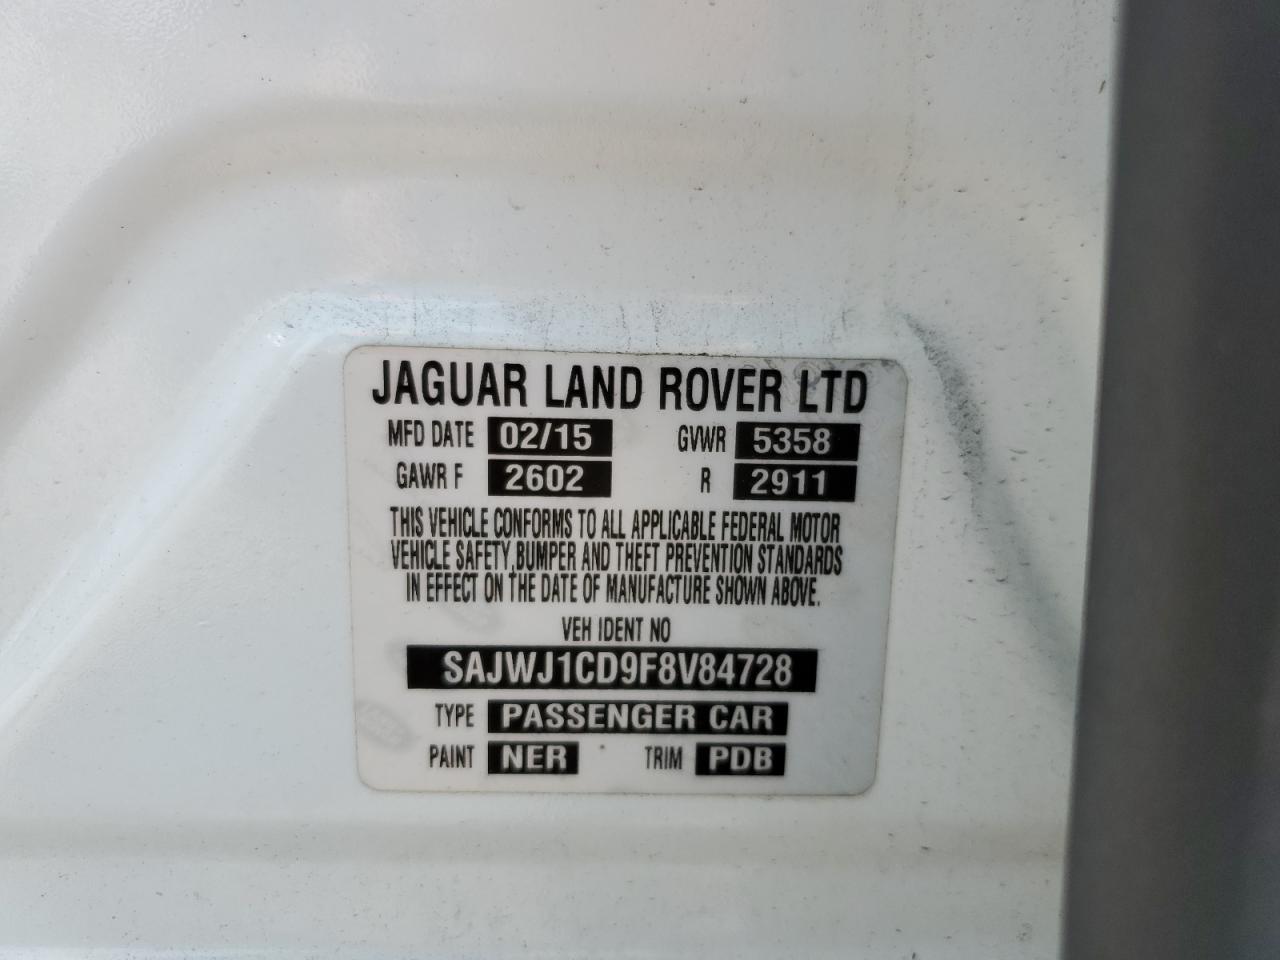 JAGUAR LAND ROVER LTD
MFD DATE 02/15 GVWR 5358
GAWR F 2602 R 2911
THIS VEHICLE CONFORMS TO ALL APPLICABLE FEDERAL MOTOR
VEHICLE SAFETY, BUMPER AND THEFT PREVENTION STANDARDS
IN EFFECT ON THE DATE OF MANUFACTURE SHOWN ABOVE.
VEH IDENT NO
SAJWJ1CD9F8V84728
TYPE PASSENGER CAR
PAINT NER TRIM PDB